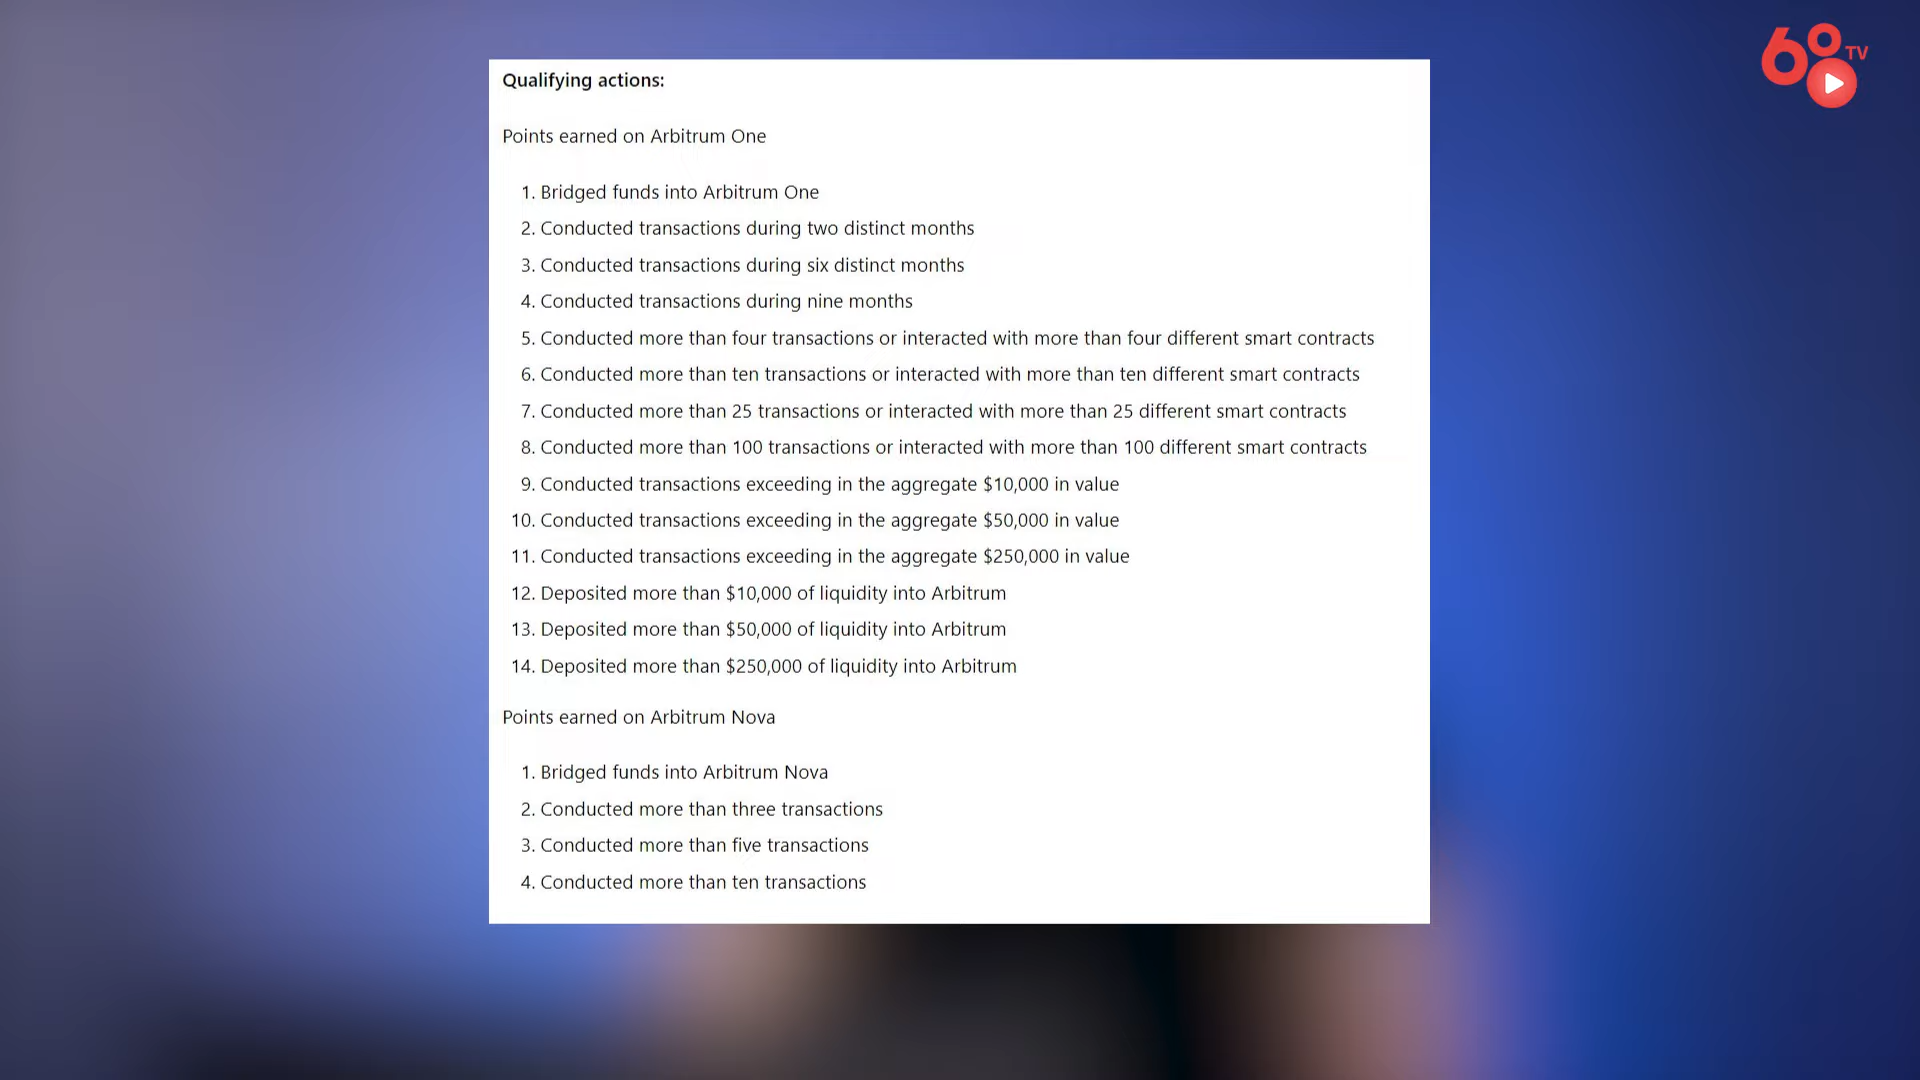 68 TV
Qualifying actions:
Points earned on Arbitrum One
1. Bridged funds into Arbitrum One
2. Conducted transactions during two distinct months
3. Conducted transactions during six distinct months
4. Conducted transactions during nine months
5. Conducted more than four transactions or interacted with more than four different smart contracts
6. Conducted more than ten transactions or interacted with more than ten different smart contracts
7. Conducted more than 25 transactions or interacted with more than 25 different smart contracts
8. Conducted more than 100 transactions or interacted with more than 100 different smart contracts
9. Conducted transactions exceeding in the aggregate $10,000 in value
10. Conducted transactions exceeding in the aggregate $50,000 in value
11. Conducted transactions exceeding in the aggregate $250,000 in value
12. Deposited more than $10,000 of liquidity into Arbitrum
13. Deposited more than $50,000 of liquidity into Arbitrum
14. Deposited more than $250,000 of liquidity into Arbitrum
Points earned on Arbitrum Nova
1. Bridged funds into Arbitrum Nova
2. Conducted more than three transactions
3. Conducted more than five transactions
4. Conducted more than ten transactions